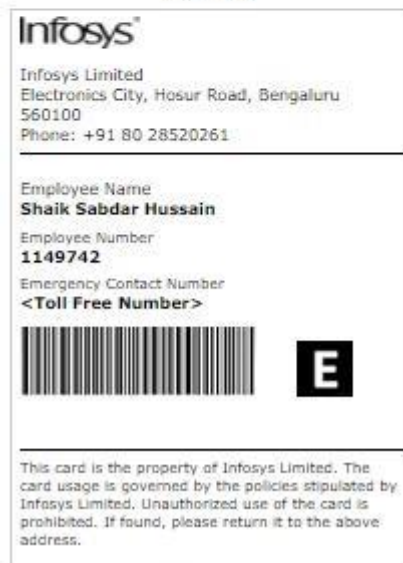 Infosys®
Infosys Limited
Electronics City, Hosur Road, Bengaluru
560100
Phone: +91 80 28520261
Employee Name
Shaik Sabdar Hussain
Employee Number
1149742
Emergency Contact Number
<Toll Free Number>
E
This card is the property of Infosys Limited. The
card usage is governed by the policies stipulated by
Infosys Limited. Unauthorized use of the card is
prohibited. If found, please return it to the above
address.